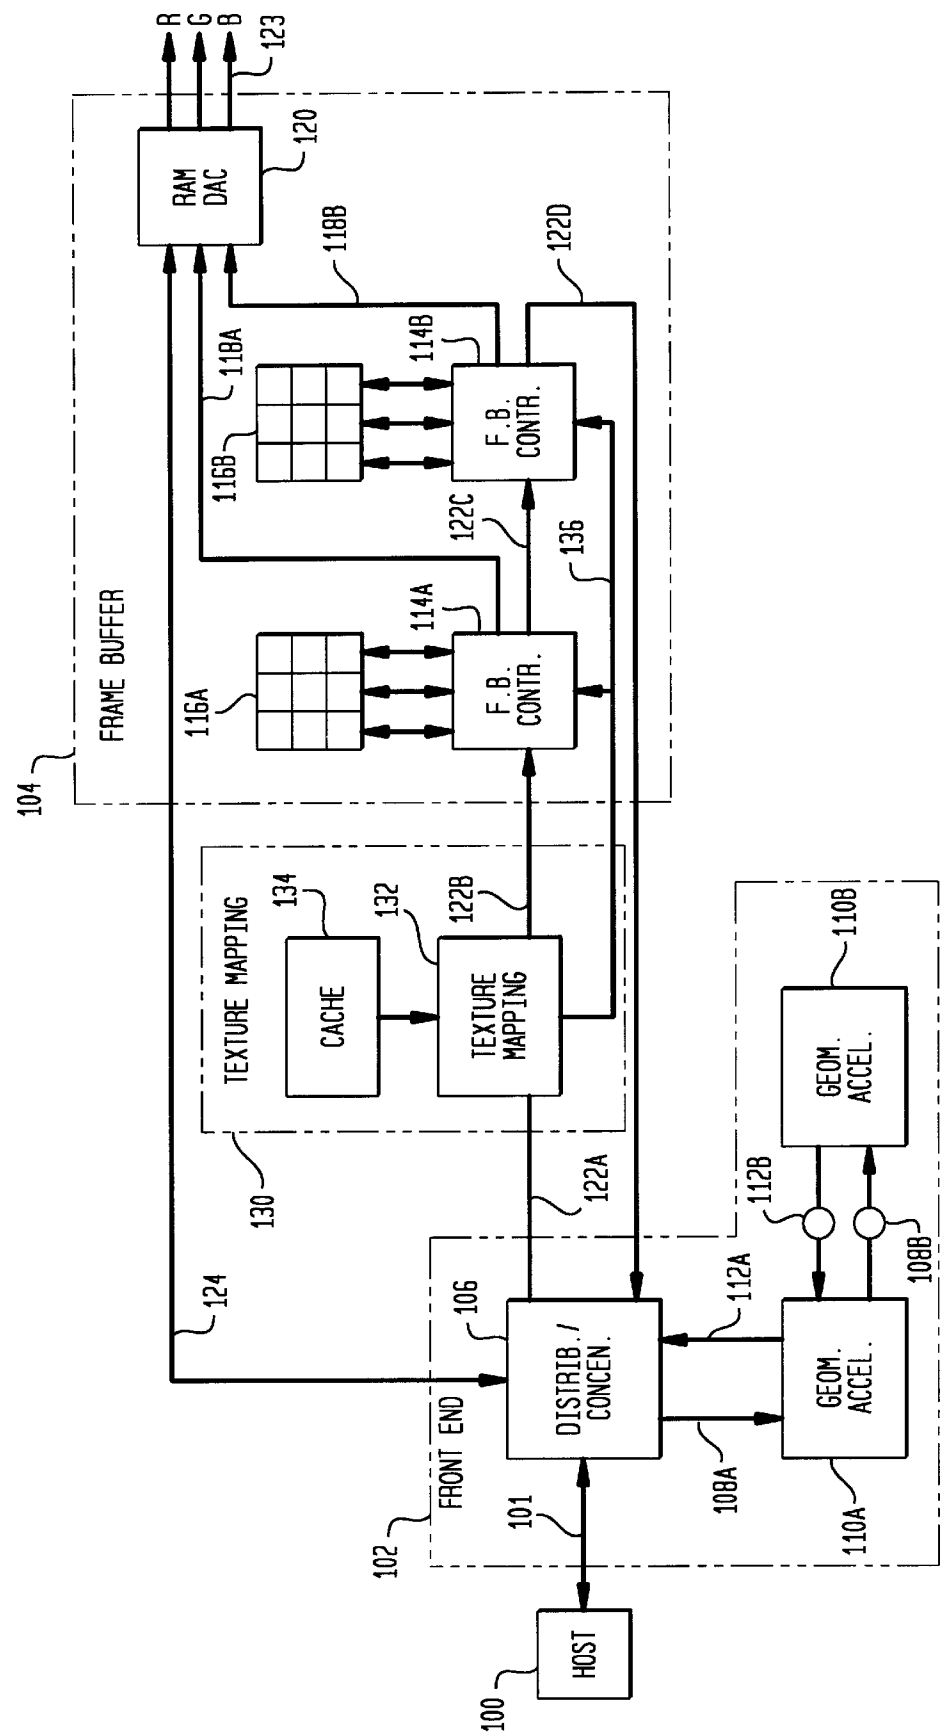 104
FRAME BUFFER
R
G
B
123
RAM
DAC
120
118A
118B
116A
116B
114A
114B
F.B.
CONTR.
F.B.
CONTR.
122C
122D
136
TEXTURE MAPPING
130
134
CACHE
132
TEXTURE
MAPPING
122B
122A
124
102
FRONT END
106
DISTRIB./
CONCEN.
101
100
HOST
108A
112A
110A
GEOM.
ACCEL.
112B
108B
110B
GEOM.
ACCEL.